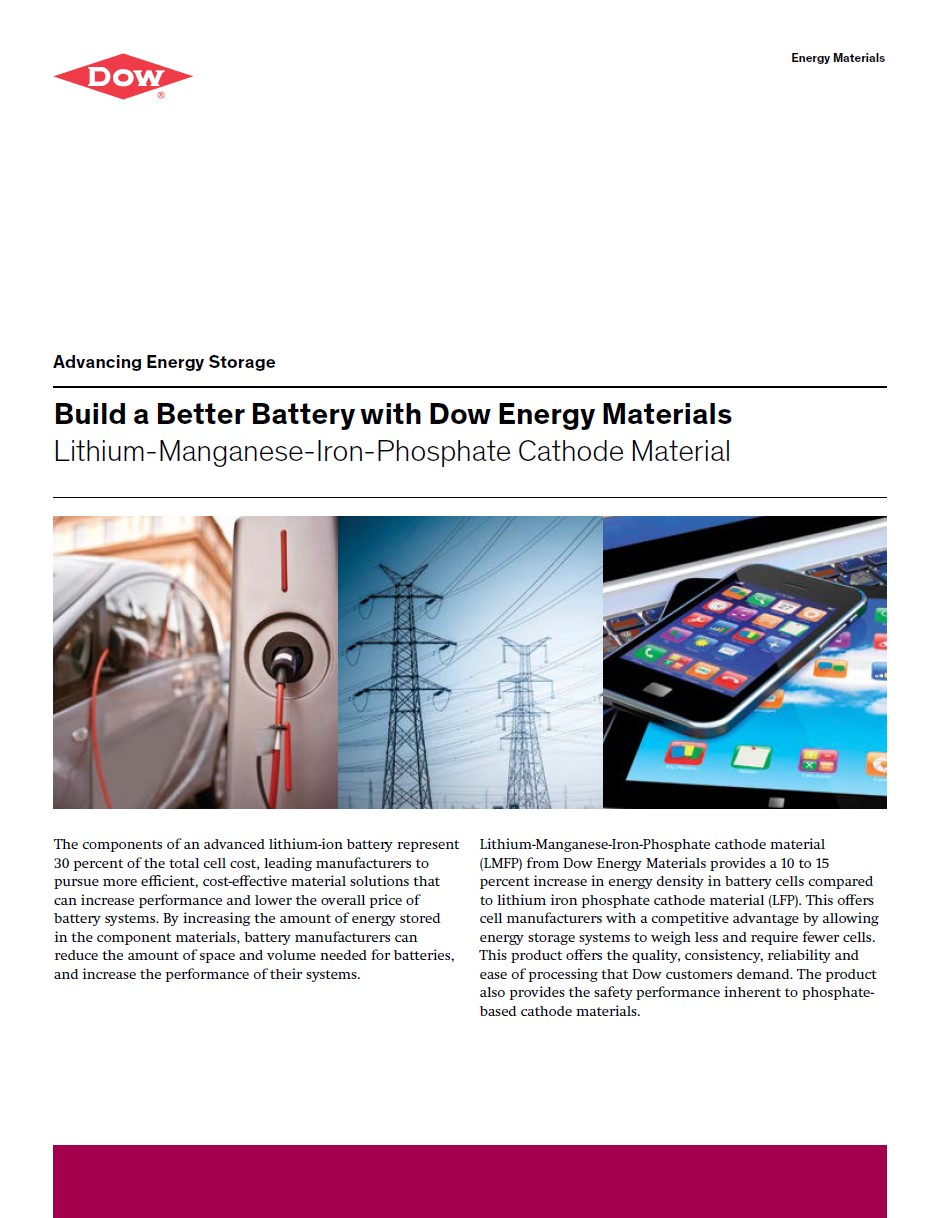 DOW
®
Energy Materials
Advancing Energy Storage
Build a Better Battery with Dow Energy Materials
Lithium-Manganese-Iron-Phosphate Cathode Material
27
The components of an advanced lithium-ion battery represent
30 percent of the total cell cost, leading manufacturers to
pursue more efficient, cost-effective material solutions that
can increase performance and lower the overall price of
battery systems. By increasing the amount of energy stored
in the component materials, battery manufacturers can
reduce the amount of space and volume needed for batteries,
and increase the performance of their systems.
Lithium-Manganese-Iron-Phosphate cathode material
(LMFP) from Dow Energy Materials provides a 10 to 15
percent increase in energy density in battery cells compared
to lithium iron phosphate cathode material (LFP). This offers
cell manufacturers with a competitive advantage by allowing
energy storage systems to weigh less and require fewer cells.
This product offers the quality, consistency, reliability and
ease of processing that Dow customers demand. The product
also provides the safety performance inherent to phosphate-
based cathode materials.